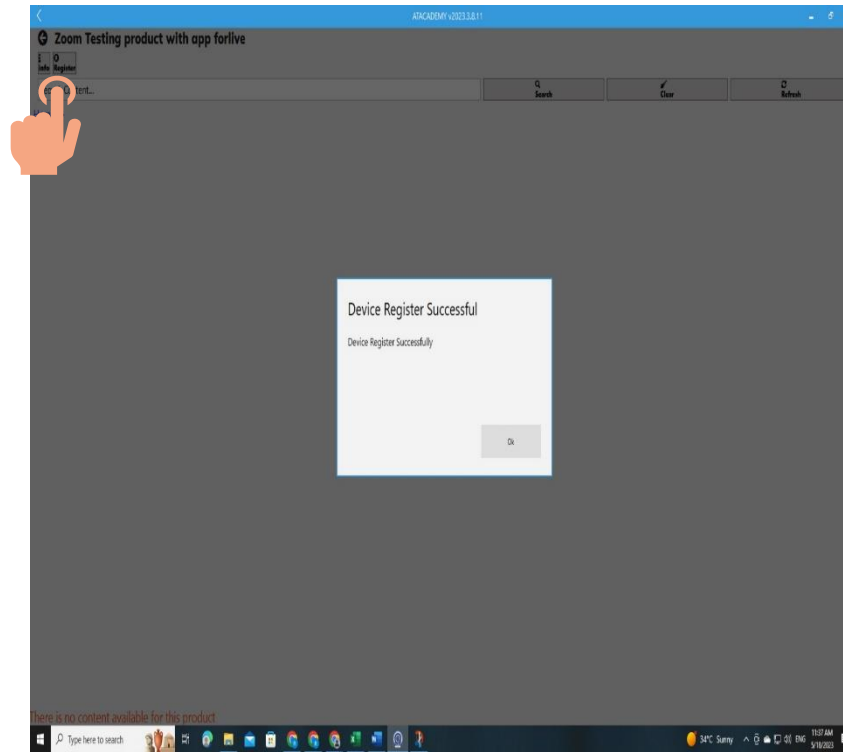 ATACADEMY v2023.3.8.11
Zoom Testing product with app forlive
Info Register
Search Clear Refresh
Device Register Successful
Device Register Successfully
Ok
There is no content available for this product
Type here to search
34°C Sunny
ENG
11:37 AM
5/18/2023